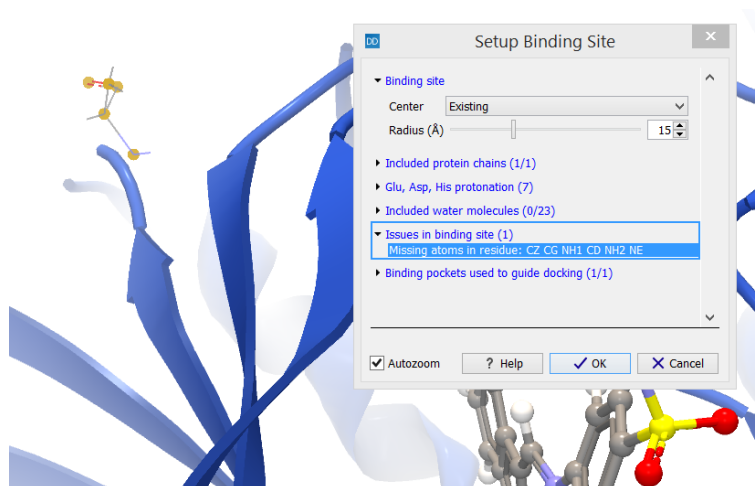 DD Setup Binding Site
Binding site
Center Existing
Radius (Å) 15
Included protein chains (1/1)
Glu, Asp, His protonation (7)
Included water molecules (0/23)
Issues in binding site (1)
Missing atoms in residue: CZ CG NH1 CD NH2 NE
Binding pockets used to guide docking (1/1)
Autozoom ? Help OK Cancel